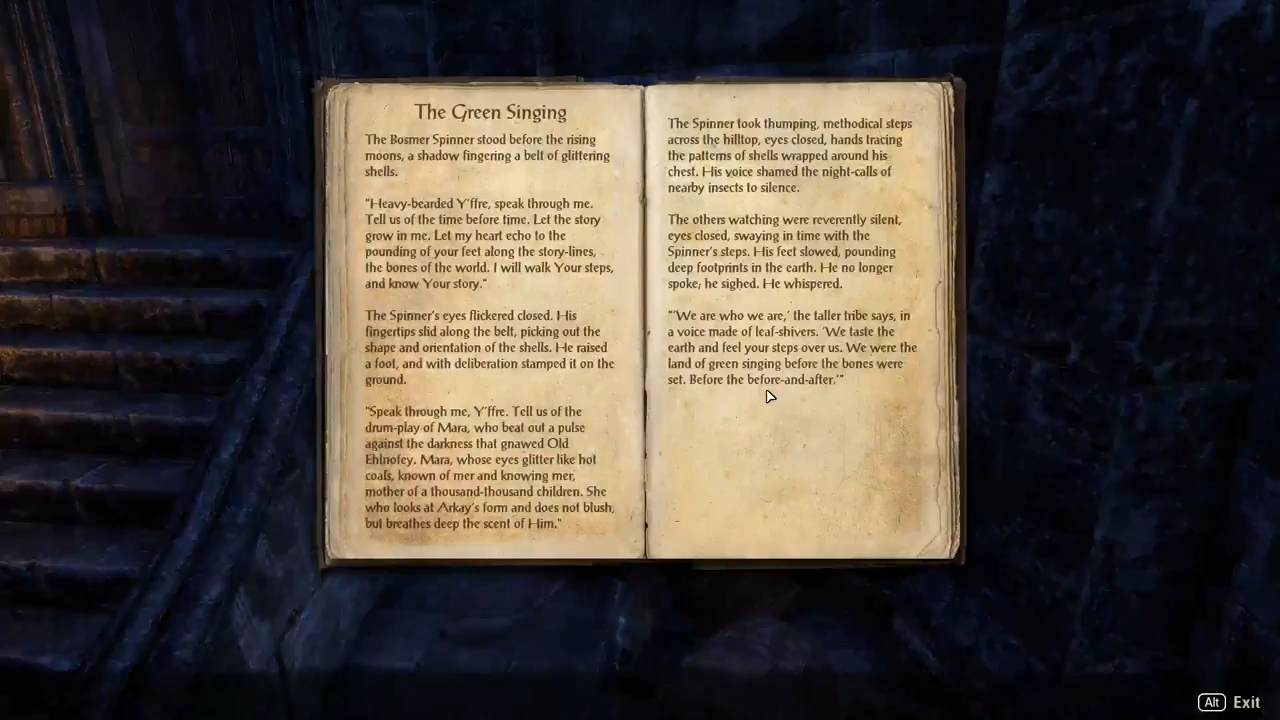 The Green Singing
The Bosmer Spinner stood before the rising
moons, a shadow fingering a belt of glittering
shells.
"Heavy-bearded Y'ffre, speak through me.
Tell us of the time before time. Let the story
grow in me. Let my heart echo to the
pounding of your feet along the story-lines,
the bones of the world. I will walk Your steps,
and know Your story."
The Spinner's eyes flickered closed. His
fingertips slid along the belt, picking out the
shape and orientation of the shells. He raised
a foot, and with deliberation stamped it on the
ground.
"Speak through me, Y'ffre. Tell us of the
drum-play of Mara, who beat out a pulse
against the darkness that gnawed Old
Ehlnofey. Mara, whose eyes glitter like hot
coals, known of mer and knowing mer,
mother of a thousand-thousand children. She
who looks at Arkay's form and does not blush,
but breathes deep the scent of Him."
The Spinner took thumping, methodical steps
across the hilltop, eyes closed, hands tracing
the patterns of shells wrapped around his
chest. His voice shamed the night-calls of
nearby insects to silence.
The others watching were reverently silent,
eyes closed, swaying in time with the
Spinner's steps. His feet slowed, pounding
deep footprints in the earth. He no longer
spoke; he sighed. He whispered.
"'We are who we are,' the taller tribe says, in
a voice made of leaf-shivers. 'We taste the
earth and feel your steps over us. We were the
land of green singing before the bones were
set. Before the before-and-after.'"
Alt Exit